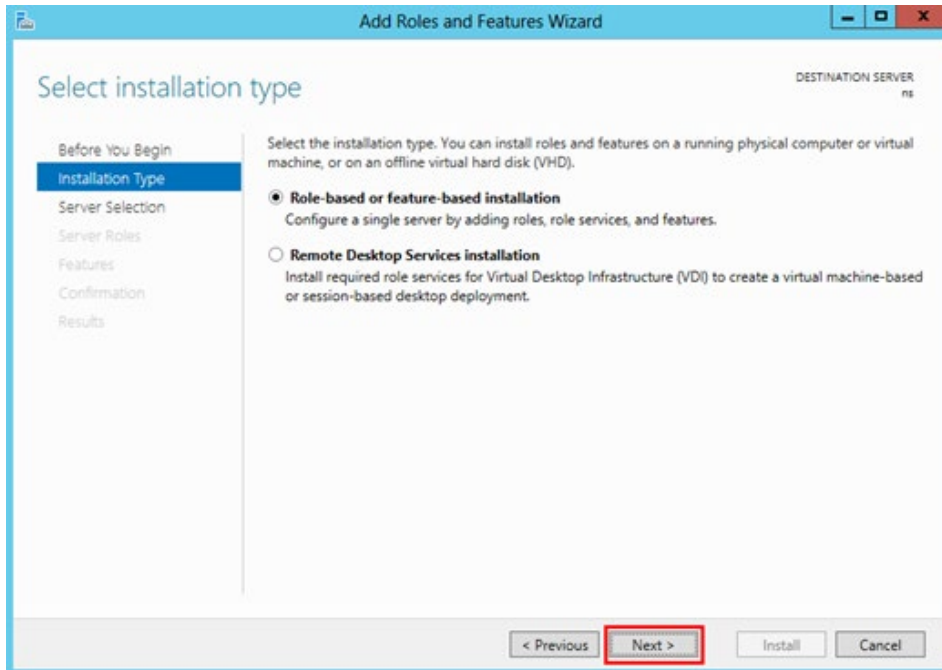 Add Roles and Features Wizard
Select installation type
DESTINATION SERVER
ns
Before You Begin
Installation Type
Server Selection
Server Roles
Features
Confirmation
Results
Select the installation type. You can install roles and features on a running physical computer or virtual
machine, or on an offline virtual hard disk (VHD).
Role-based or feature-based installation
Configure a single server by adding roles, role services, and features.
Remote Desktop Services installation
Install required role services for Virtual Desktop Infrastructure (VDI) to create a virtual machine-based
or session-based desktop deployment.
< Previous
Next >
Install
Cancel